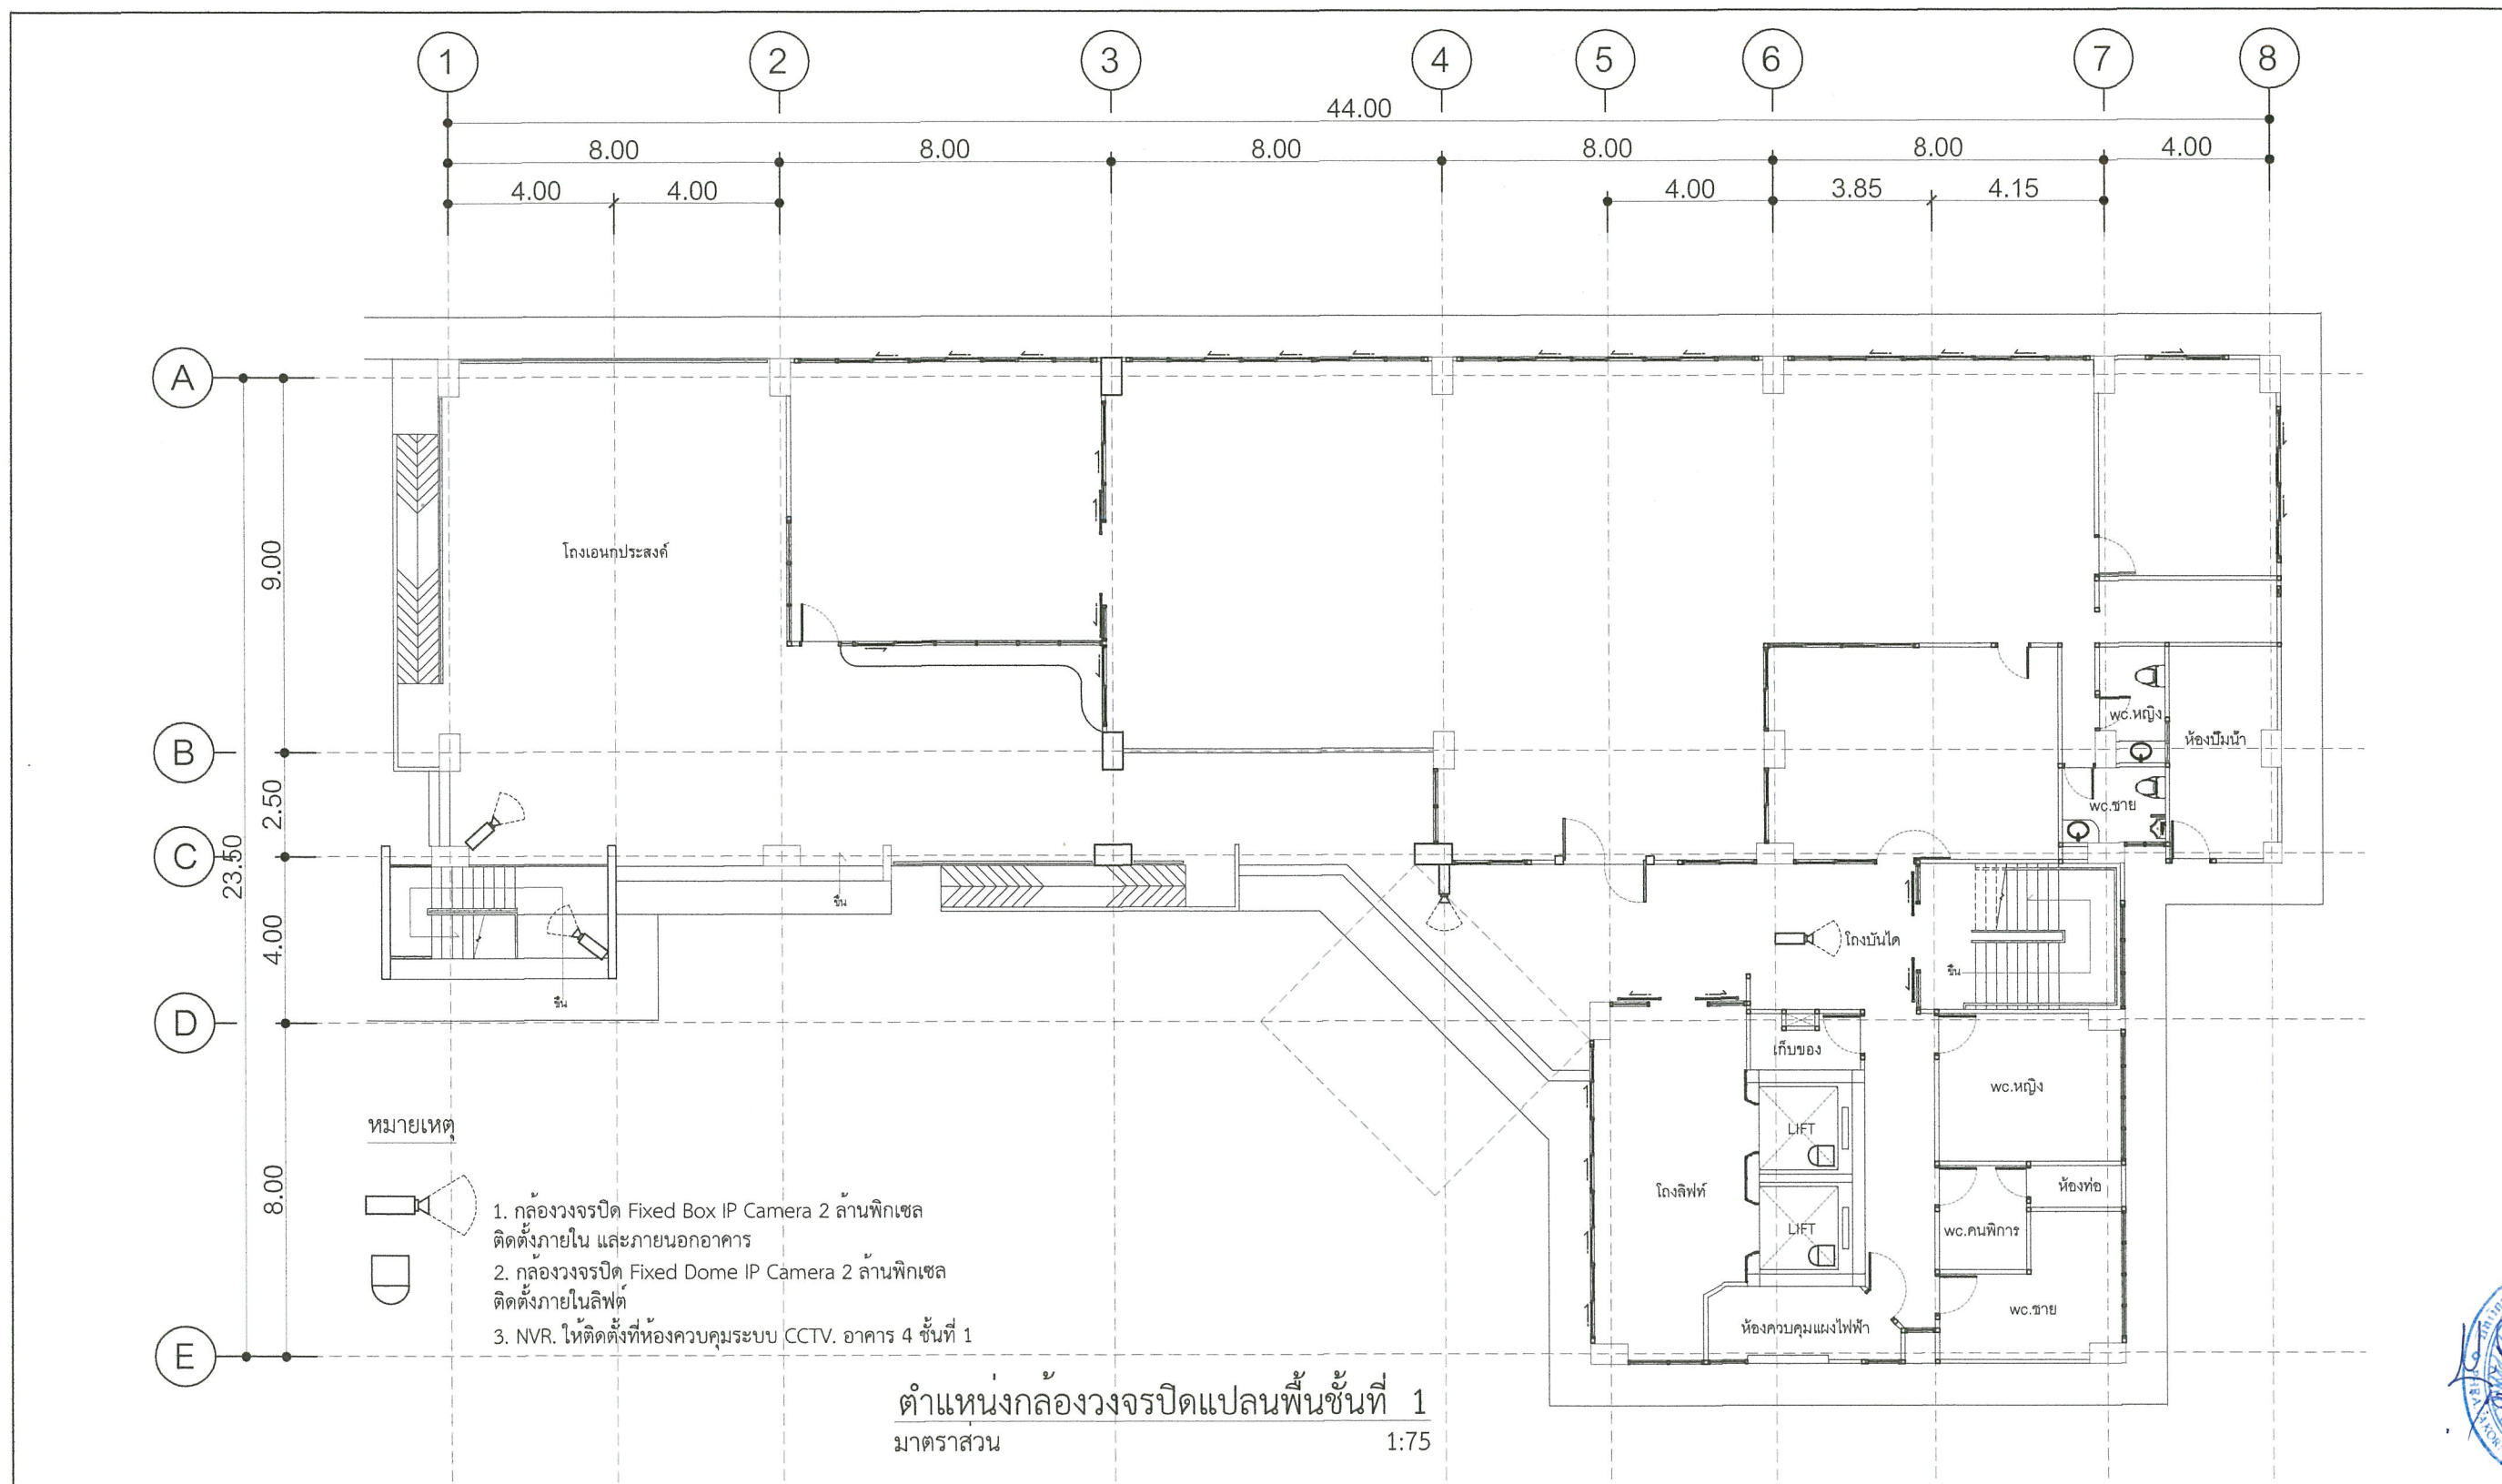 1 2 3 4 5 6 7 8
44.00
8.00 8.00 8.00 8.00 8.00 4.00
4.00 4.00 4.00 3.85 4.15
A
9.00
โถงเอนกประสงค์
wc.หญิง
ห้องปั๊มน้ำ
B
2.50
wc.ชาย
C
23.50
ขึ้น
4.00
โถงบันได
ขึ้น
ขึ้น
D
เก็บของ
wc.หญิง
หมายเหตุ
LIFT
8.00
โถงลิฟท์
ห้องท่อ
1. กล้องวงจรปิด Fixed Box IP Camera 2 ล้านพิกเซล
ติดตั้งภายใน และภายนอกอาคาร
LIFT
wc.คนพิการ
2. กล้องวงจรปิด Fixed Dome IP Camera 2 ล้านพิกเซล
ติดตั้งภายในลิฟต์
wc.ชาย
3. NVR. ให้ติดตั้งที่ห้องควบคุมระบบ CCTV. อาคาร 4 ชั้นที่ 1
ห้องควบคุมแผงไฟฟ้า
E
ตำแหน่งกล้องวงจรปิดแปลนพื้นชั้นที่ 1
มาตราส่วน 1:75